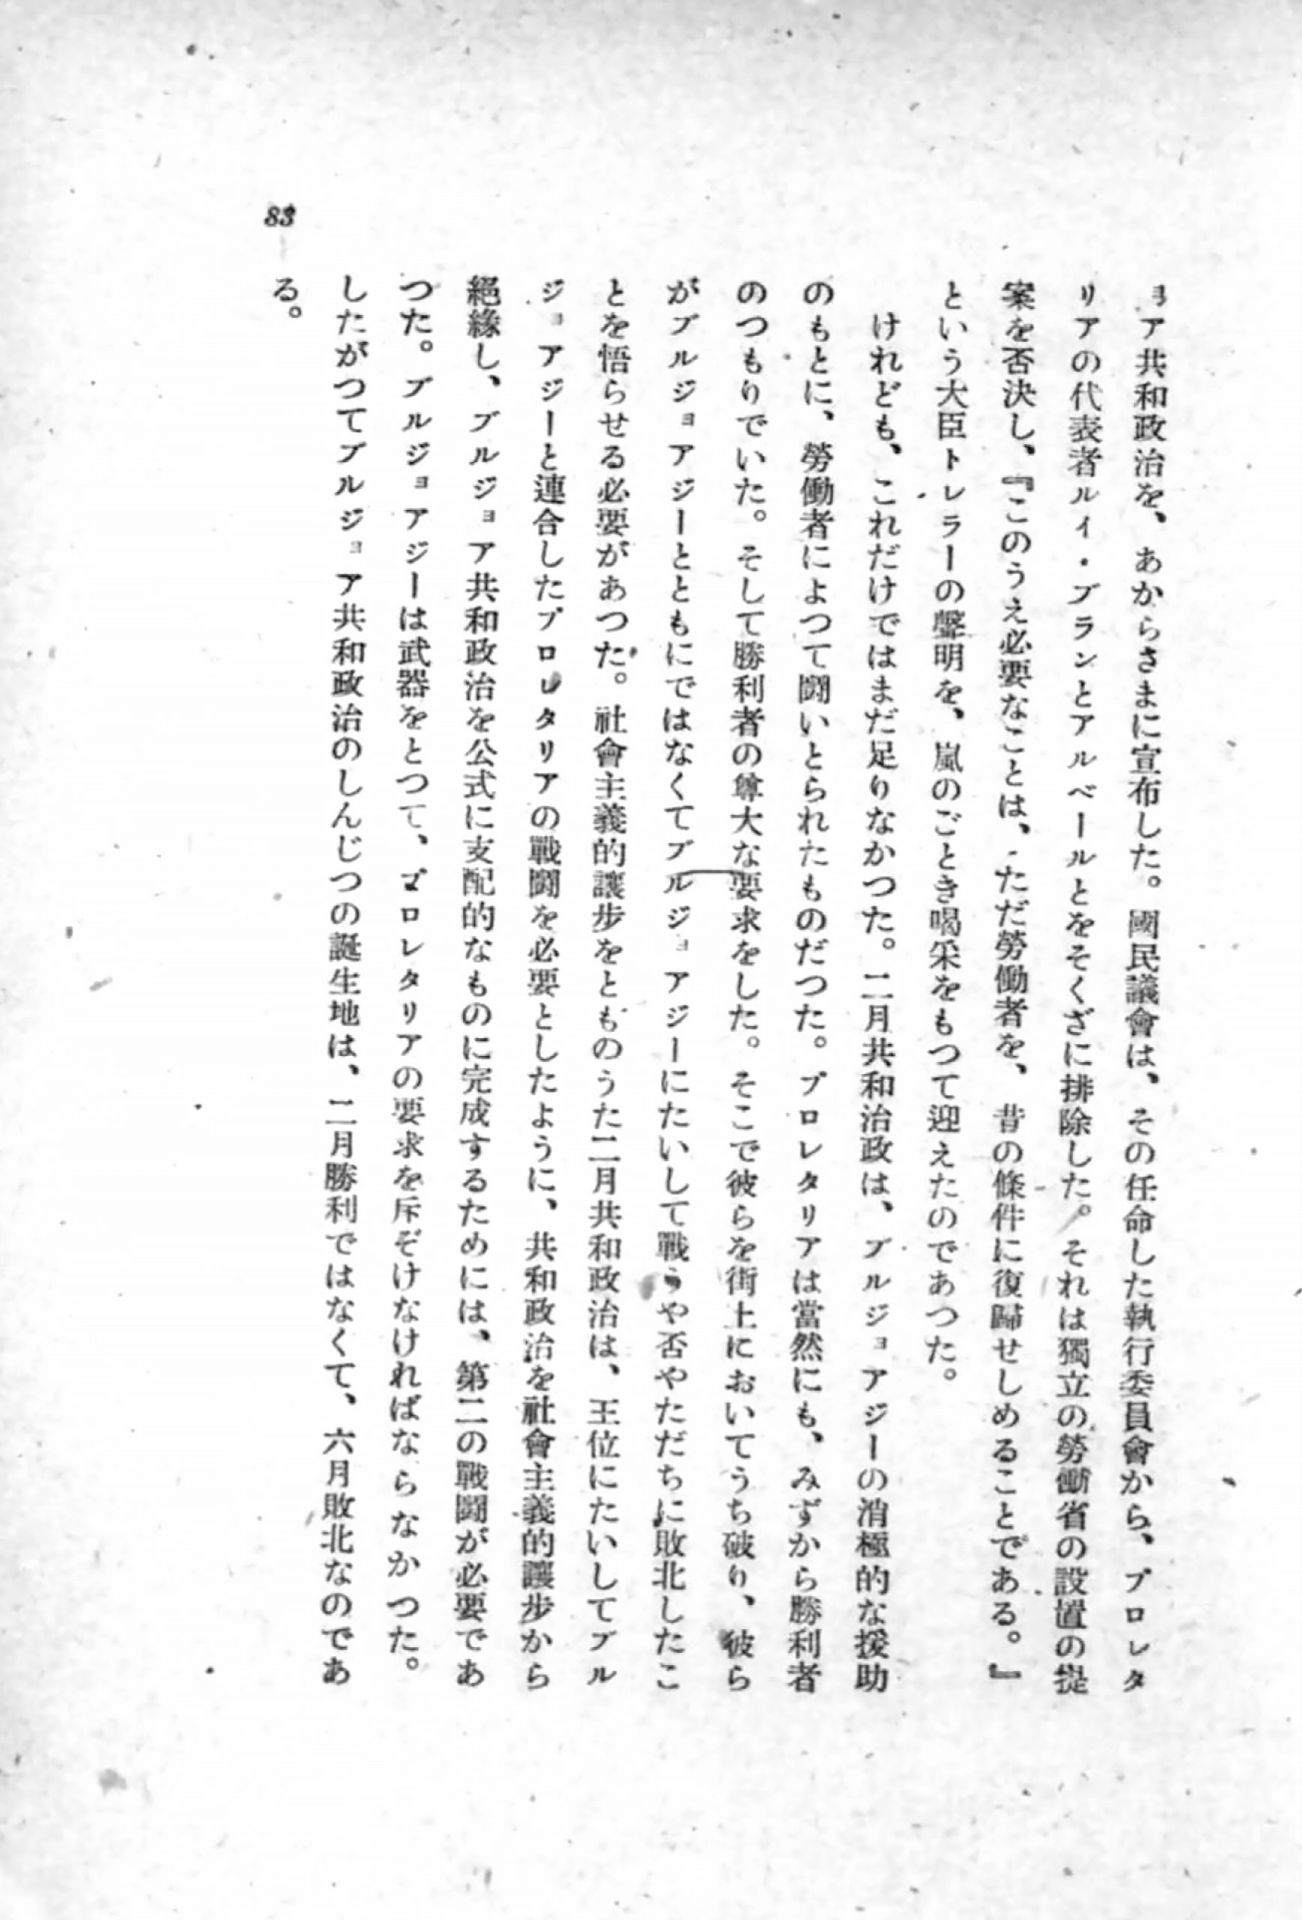 ョア共和政治を、あからさまに宣布した。國民議會は、その任命した執行委員會から、プロレタ
リアの代表者ルイ・ブランとアルベールとをそくざに排除した。それは獨立の勞働省の設置の提
案を否決し、『このうえ必要なことは、ただ勞働者を、昔の條件に復歸せしめることである。』
という大臣トレラーの聲明を、嵐のごとき喝采をもつて迎えたのであつた。
けれども、これだけではまだ足りなかつた。二月共和治政は、ブルジョアジーの消極的な援助
のもとに、勞働者によつて鬪いとられたものだつた。プロレタリアは當然にも、みずから勝利者
のつもりでいた。そして勝利者の尊大な要求をした。そこで彼らを街上においてうち破り、彼ら
がブルジョアジーとともにではなくてブルジョアジーにたいして戰うや否やただちに敗北したこ
とを悟らせる必要があつた。社會主義的讓步をとものうた二月共和政治は、王位にたいしてブル
ジョアジーと連合したプロレタリアの戰鬪を必要としたように、共和政治を社會主義的讓步から
絕緣し、ブルジョア共和政治を公式に支配的なものに完成するためには、第二の戰鬪が必要であ
つた。ブルジョアジーは武器をとつて、プロレタリアの要求を斥ぞけなければならなかつた。
したがつてブルジョア共和政治のしんじつの誕生地は、二月勝利ではなくて、六月敗北なのであ
る。
83